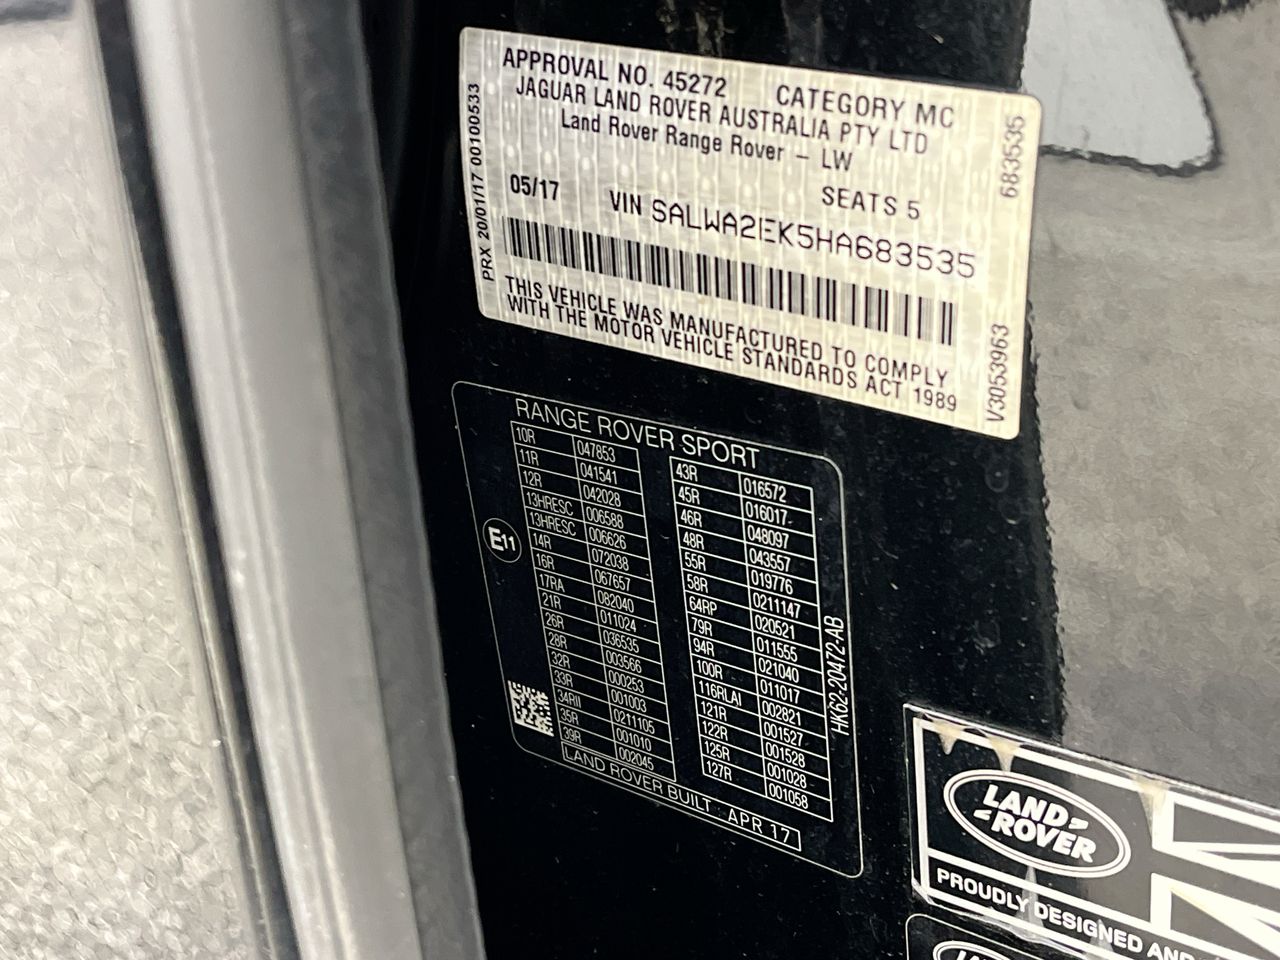 APPROVAL NO. 45272 CATEGORY MC
JAGUAR LAND ROVER AUSTRALIA PTY LTD
Land Rover Range Rover – LW
SEATS 5
05/17 VIN SALWA2EK5HA683535
THIS VEHICLE WAS MANUFACTURED TO COMPLY
WITH THE MOTOR VEHICLE STANDARDS ACT 1989
PRX 20/01/17 00100533
683535
V3053963
RANGE ROVER SPORT
10R 047853
11R 041541
12R 042028
13HRESC 006588
13HRESC 006626
14R 072038
16R 067657
17RA 082040
21R 011024
26R 036535
28R 003566
32R 000253
33R 001003
34RII 0211105
35R 001010
39R 002045
43R 016572
45R 016017
46R 048097
48R 043557
55R 019776
58R 0211147
64RP 020521
79R 011555
94R 021040
100R 011017
116RLAI 002821
121R 001527
122R 001528
125R 001028
127R 001058
E11
LAND ROVER BUILT : APR 17
HK62-20472-AB
LAND
ROVER
PROUDLY DESIGNED AND